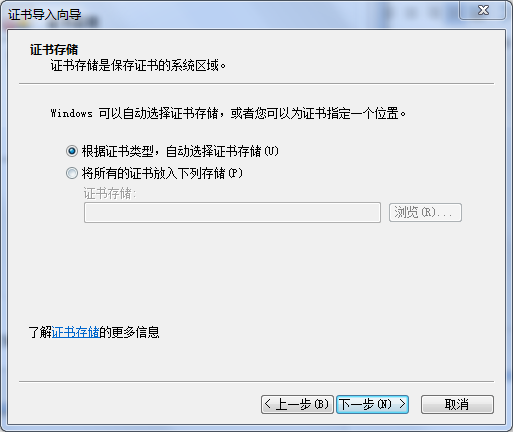 证书导入向导
证书存储
证书存储是保存证书的系统区域。
Windows 可以自动选择证书存储，或者您可以为证书指定一个位置。
根据证书类型，自动选择证书存储(U)
将所有的证书放入下列存储(P)
证书存储:
浏览(R)...
了解证书存储的更多信息
< 上一步(B) 下一步(N) > 取消